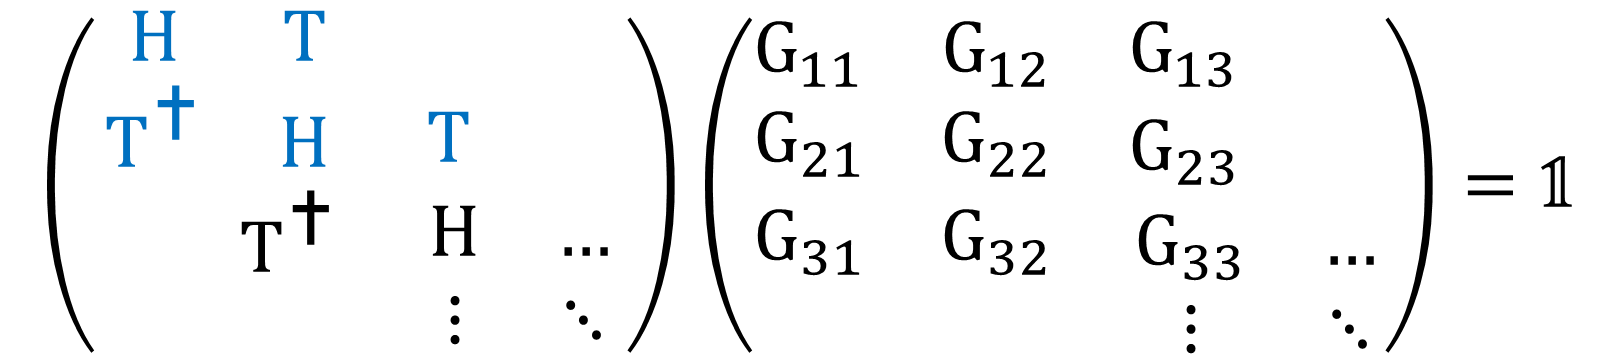 H T G₁₁ G₁₂ G₁₃
T† H T G₂₁ G₂₂ G₂₃ = 𝟙
T† H … G₃₁ G₃₂ G₃₃ …
⋮ ⋱ ⋮ ⋱